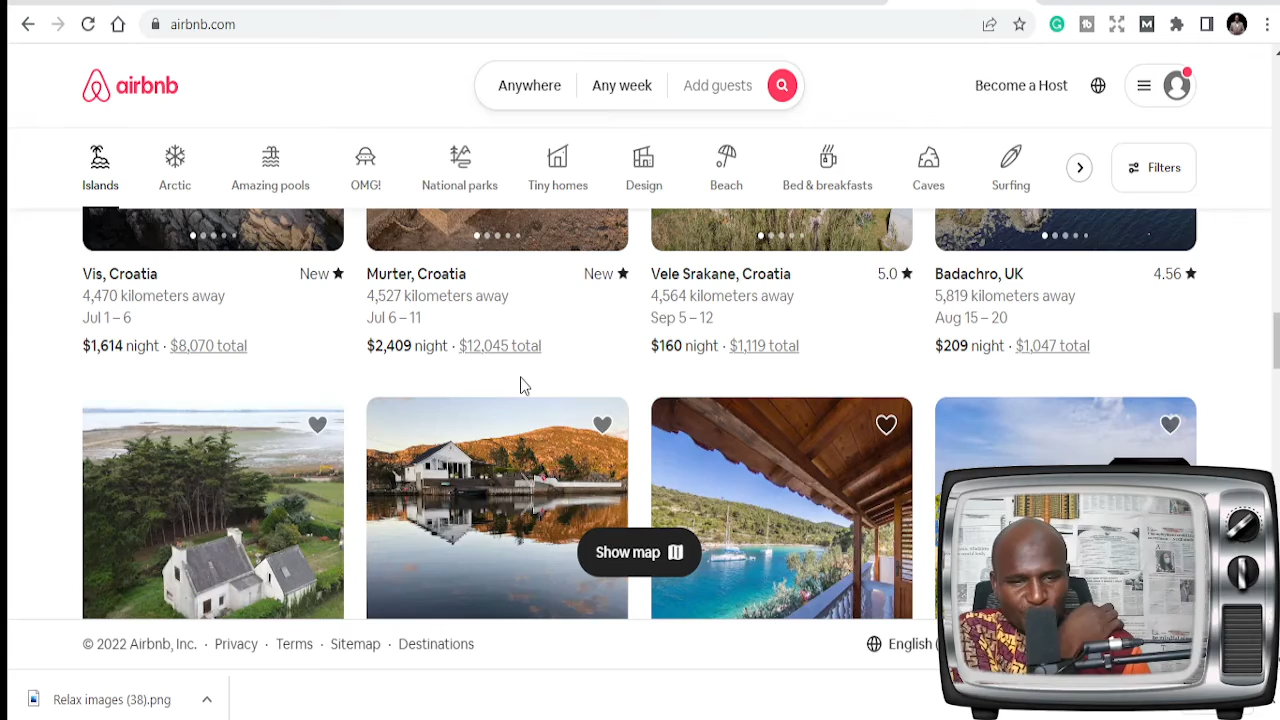 airbnb.com
airbnb
Anywhere Any week Add guests
Become a Host
Islands Arctic Amazing pools OMG! National parks Tiny homes Design Beach Bed & breakfasts Caves Surfing Filters
Vis, Croatia New
4,470 kilometers away
Jul 1 – 6
$1,614 night · $8,070 total
Murter, Croatia New
4,527 kilometers away
Jul 6 – 11
$2,409 night · $12,045 total
Vele Srakane, Croatia 5.0
4,564 kilometers away
Sep 5 – 12
$160 night · $1,119 total
Badachro, UK 4.56
5,819 kilometers away
Aug 15 – 20
$209 night · $1,047 total
Show map
© 2022 Airbnb, Inc. · Privacy · Terms · Sitemap · Destinations
English (
Relax images (38).png